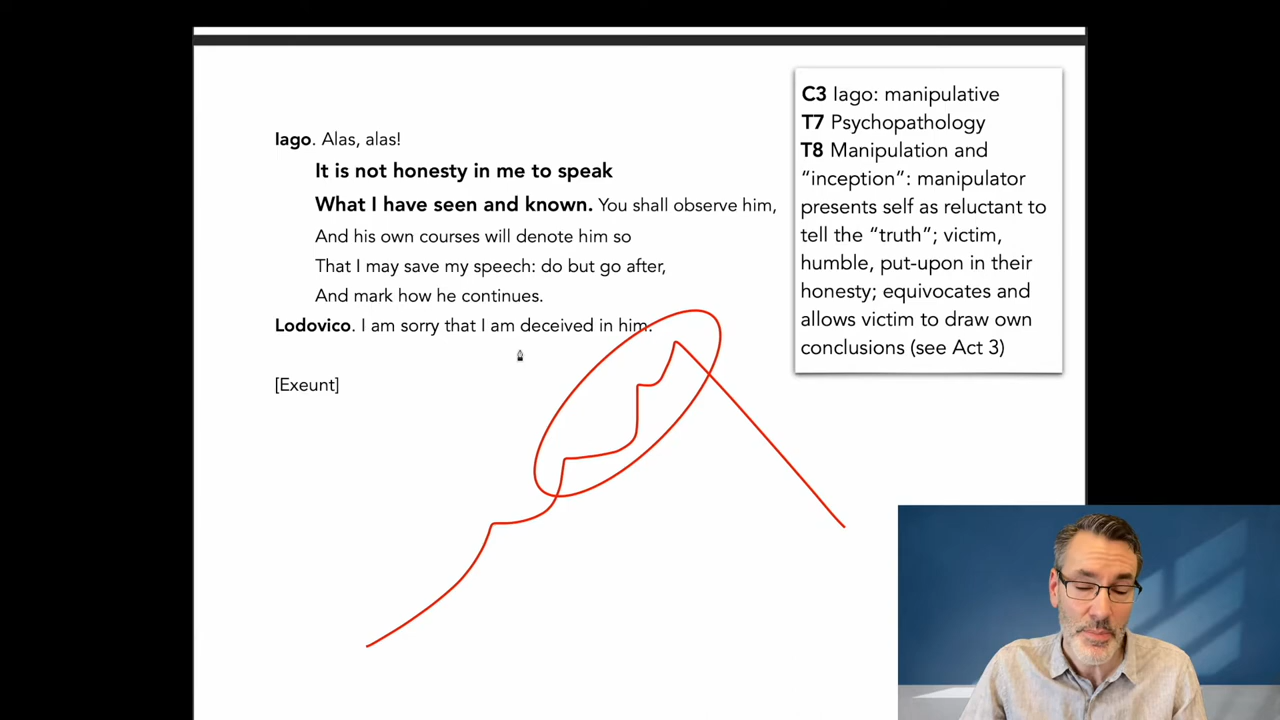 Iago. Alas, alas!
It is not honesty in me to speak
What I have seen and known. You shall observe him,
And his own courses will denote him so
That I may save my speech: do but go after,
And mark how he continues.
Lodovico. I am sorry that I am deceived in him.
[Exeunt]
C3 Iago: manipulative
T7 Psychopathology
T8 Manipulation and
“inception”: manipulator
presents self as reluctant to
tell the “truth”; victim,
humble, put-upon in their
honesty; equivocates and
allows victim to draw own
conclusions (see Act 3)